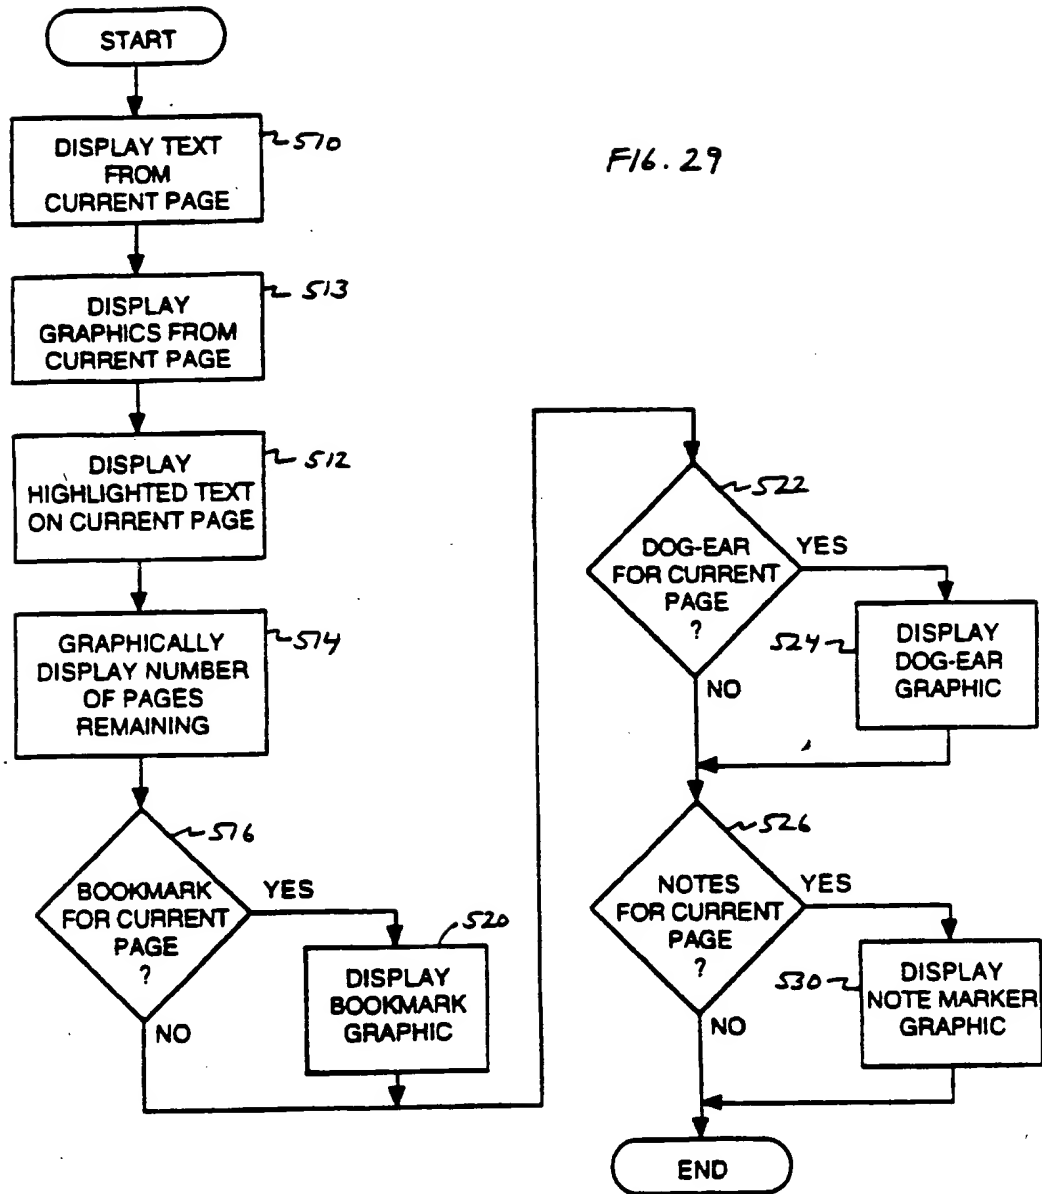 START
DISPLAY TEXT
FROM
CURRENT PAGE
510
FIG. 29
DISPLAY
GRAPHICS FROM
CURRENT PAGE
513
DISPLAY
HIGHLIGHTED TEXT
ON CURRENT PAGE
512
GRAPHICALLY
DISPLAY NUMBER
OF PAGES
REMAINING
514
BOOKMARK
FOR CURRENT
PAGE
?
516
YES
NO
DISPLAY
BOOKMARK
GRAPHIC
520
DOG-EAR
FOR CURRENT
PAGE
?
522
YES
NO
DISPLAY
DOG-EAR
GRAPHIC
524
NOTES
FOR CURRENT
PAGE
?
526
YES
NO
DISPLAY
NOTE MARKER
GRAPHIC
530
END